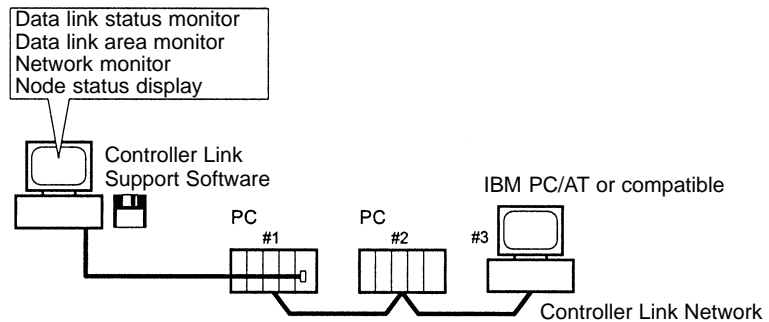 Data link status monitor
Data link area monitor
Network monitor
Node status display
Controller Link
Support Software
IBM PC/AT or compatible
PC
#1
PC
#2
#3
Controller Link Network